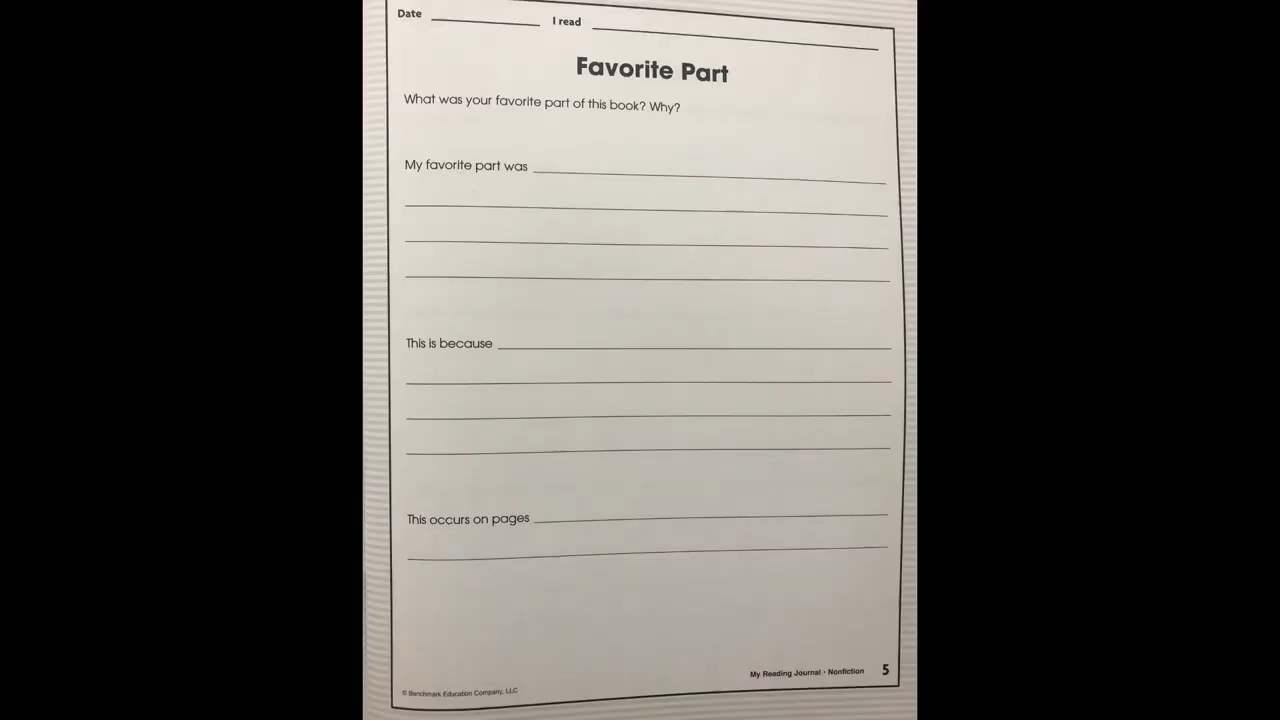 Date I read
Favorite Part
What was your favorite part of this book? Why?
My favorite part was
This is because
This occurs on pages
My Reading Journal • Nonfiction 5
© Benchmark Education Company, LLC